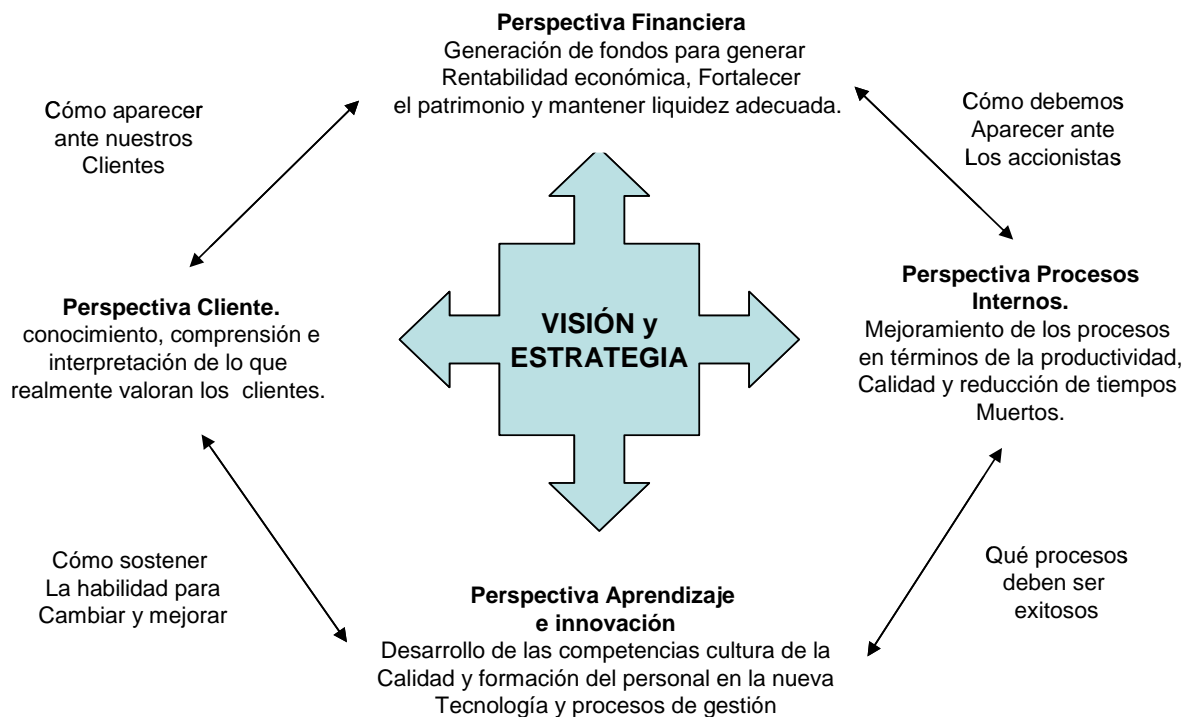 Perspectiva Financiera
Generación de fondos para generar
Rentabilidad económica, Fortalecer
el patrimonio y mantener liquidez adecuada.
Cómo aparecer
ante nuestros
Clientes
Cómo debemos
Aparecer ante
Los accionistas
Perspectiva Cliente.
conocimiento, comprensión e
interpretación de lo que
realmente valoran los clientes.
VISIÓN y
ESTRATEGIA
Perspectiva Procesos
Internos.
Mejoramiento de los procesos
en términos de la productividad,
Calidad y reducción de tiempos
Muertos.
Cómo sostener
La habilidad para
Cambiar y mejorar
Qué procesos
deben ser
exitosos
Perspectiva Aprendizaje
e innovación
Desarrollo de las competencias cultura de la
Calidad y formación del personal en la nueva
Tecnología y procesos de gestión